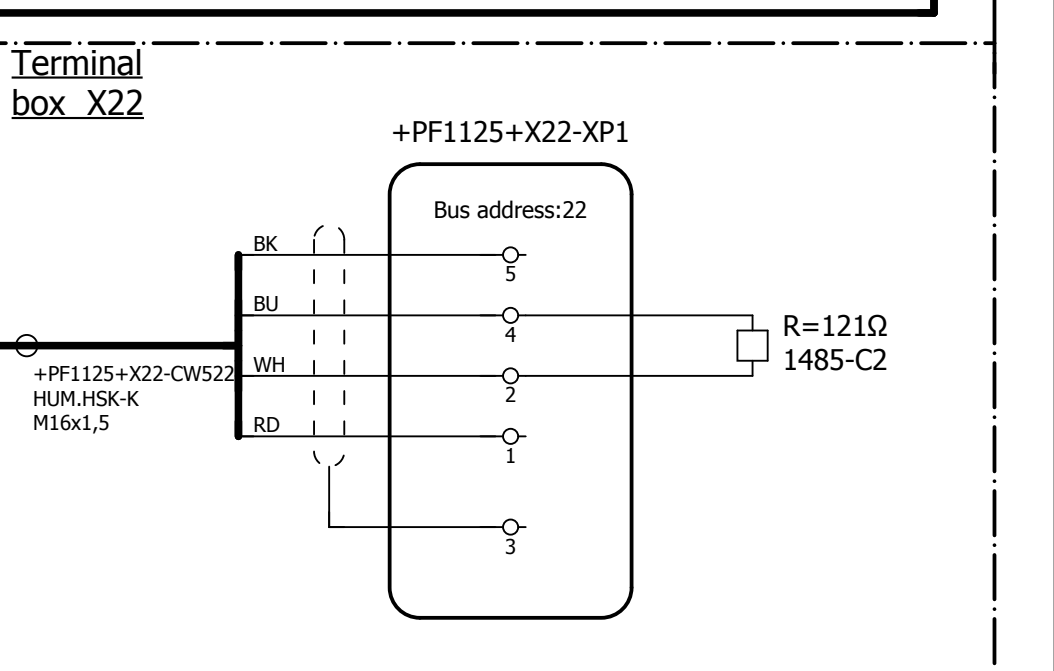 Terminal
box X22
+PF1125+X22-XP1
Bus address:22
BK
5
BU
4
R=121Ω
1485-C2
WH
2
+PF1125+X22-CW522
HUM.HSK-K
M16x1,5
RD
1
3